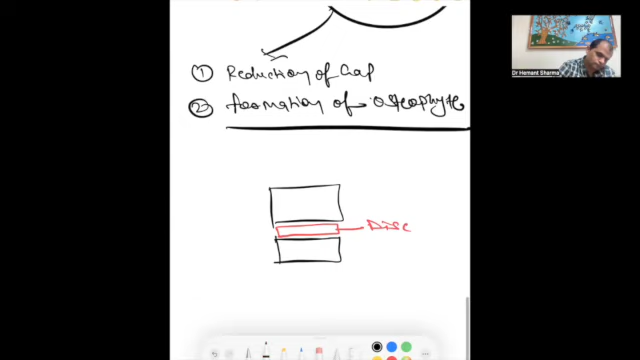 ① Reduction of Gap
② formation of osteophyte
Disc
Dr Hemant Sharma